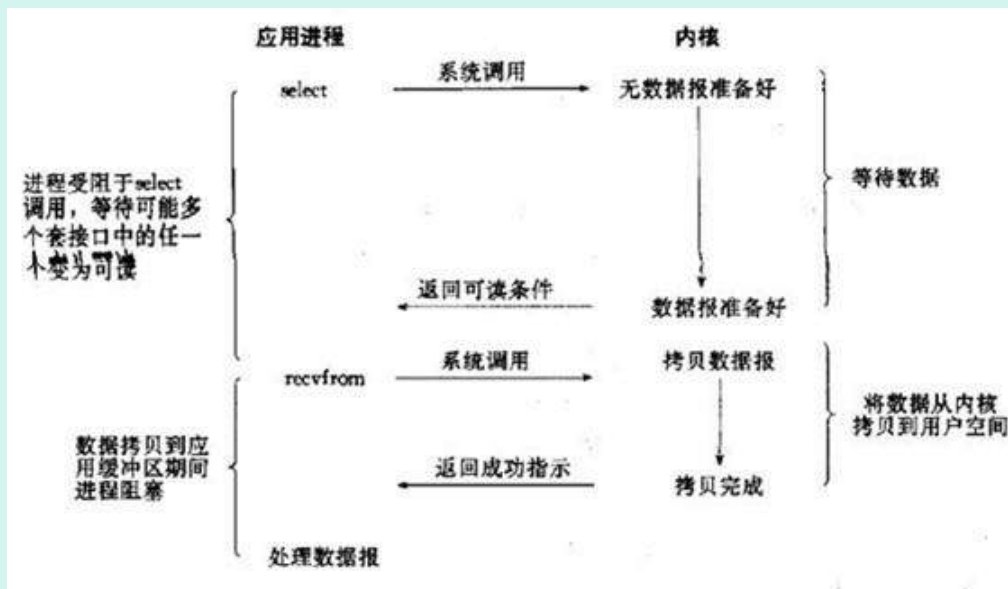 应用进程
内核
select
系统调用
无数据报准备好
进程受阻于select
调用，等待可能多
个套接口中的任一
个变为可读
等待数据
返回可读条件
数据报准备好
recvfrom
系统调用
拷贝数据报
将数据从内核
拷贝到用户空间
数据拷贝到应
用缓冲区期间
进程阻塞
返回成功指示
拷贝完成
处理数据报